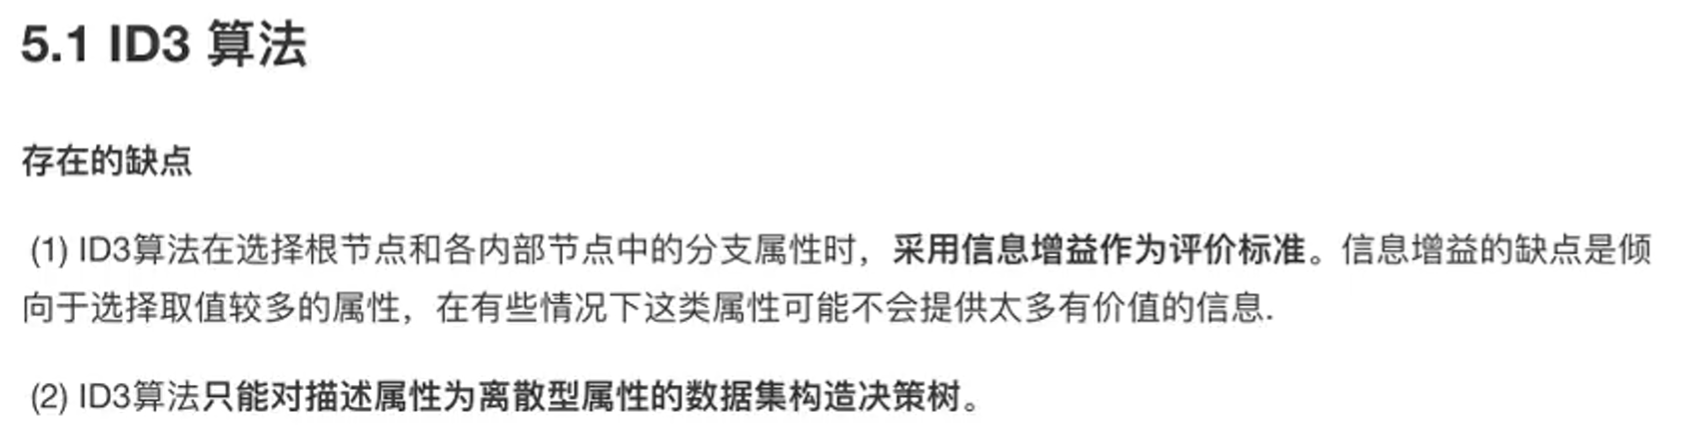 5.1 ID3 算法
存在的缺点
(1) ID3算法在选择根节点和各内部节点中的分支属性时，采用信息增益作为评价标准。信息增益的缺点是倾
向于选择取值较多的属性，在有些情况下这类属性可能不会提供太多有价值的信息.
(2) ID3算法只能对描述属性为离散型属性的数据集构造决策树。